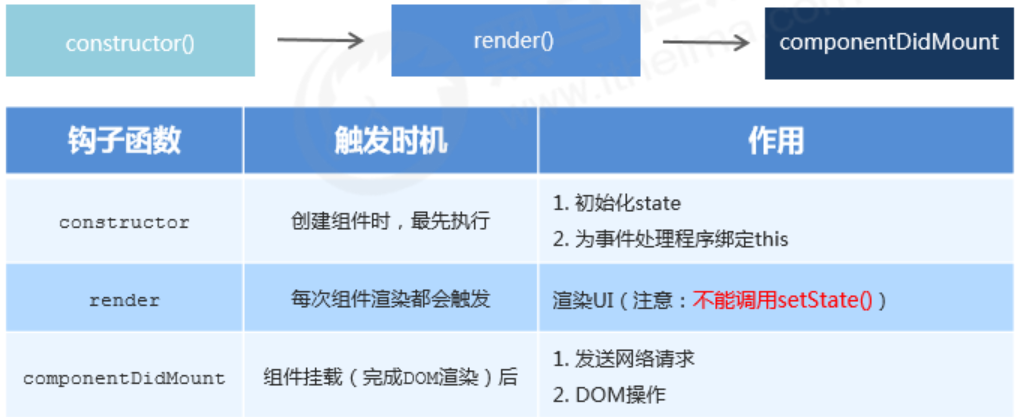 constructor()
render()
componentDidMount
钩子函数
触发时机
作用
constructor
创建组件时，最先执行
1. 初始化state
2. 为事件处理程序绑定this
render
每次组件渲染都会触发
渲染UI（注意：不能调用setState()）
componentDidMount
组件挂载（完成DOM渲染）后
1. 发送网络请求
2. DOM操作